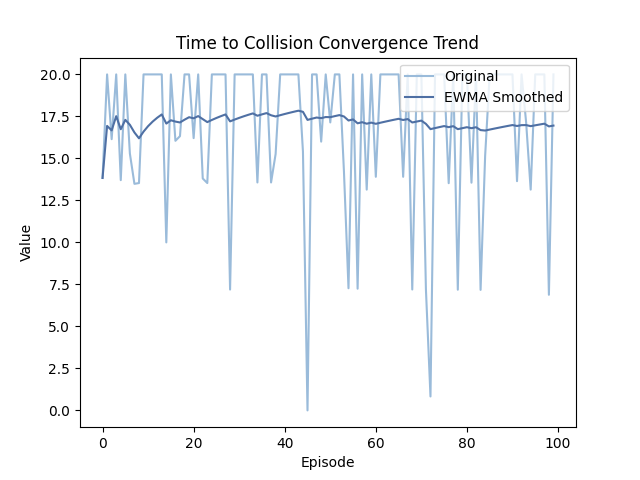 Time to Collision Convergence Trend
Original
EWMA Smoothed
20.0
17.5
15.0
12.5
10.0
7.5
5.0
2.5
0.0
Value
0 20 40 60 80 100
Episode